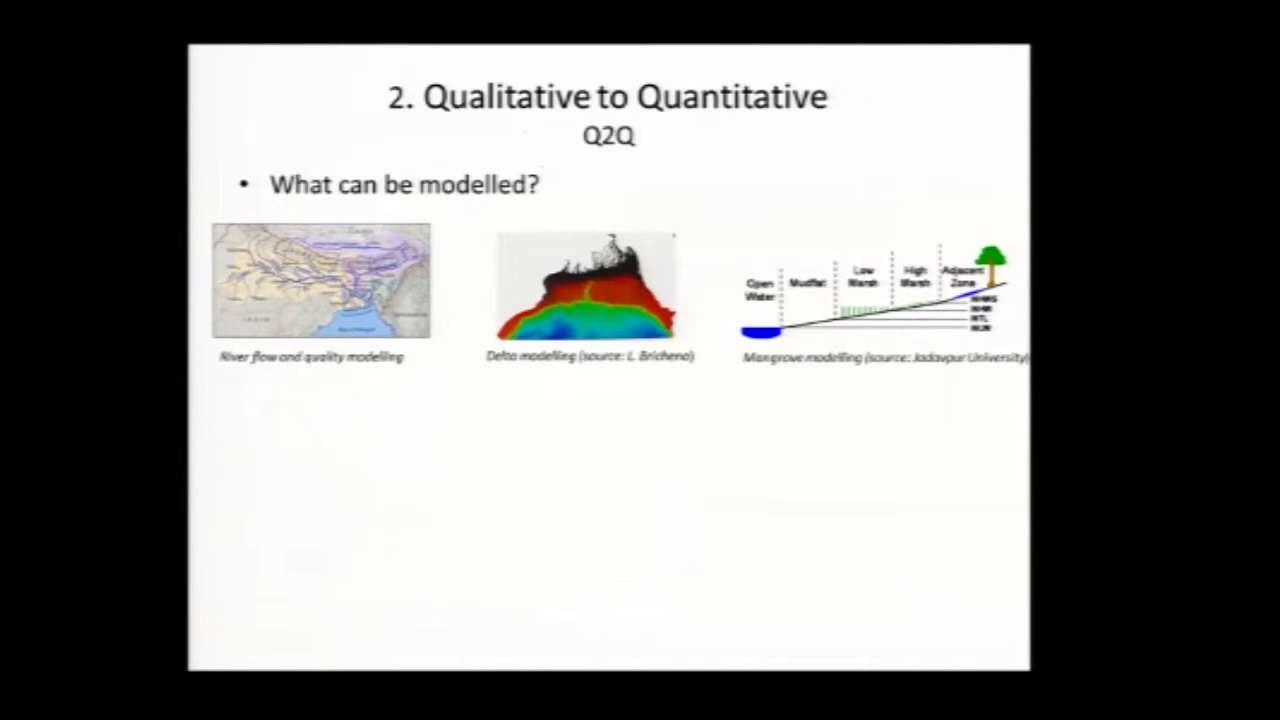 2. Qualitative to Quantitative
Q2Q
• What can be modelled?
Open Water
Mudflat
Low Marsh
High Marsh
Adjacent Zone
River flow and quality modelling
Delta modelling (source: L. Bricheno)
Mangrove modelling (source: Jadavpur University)